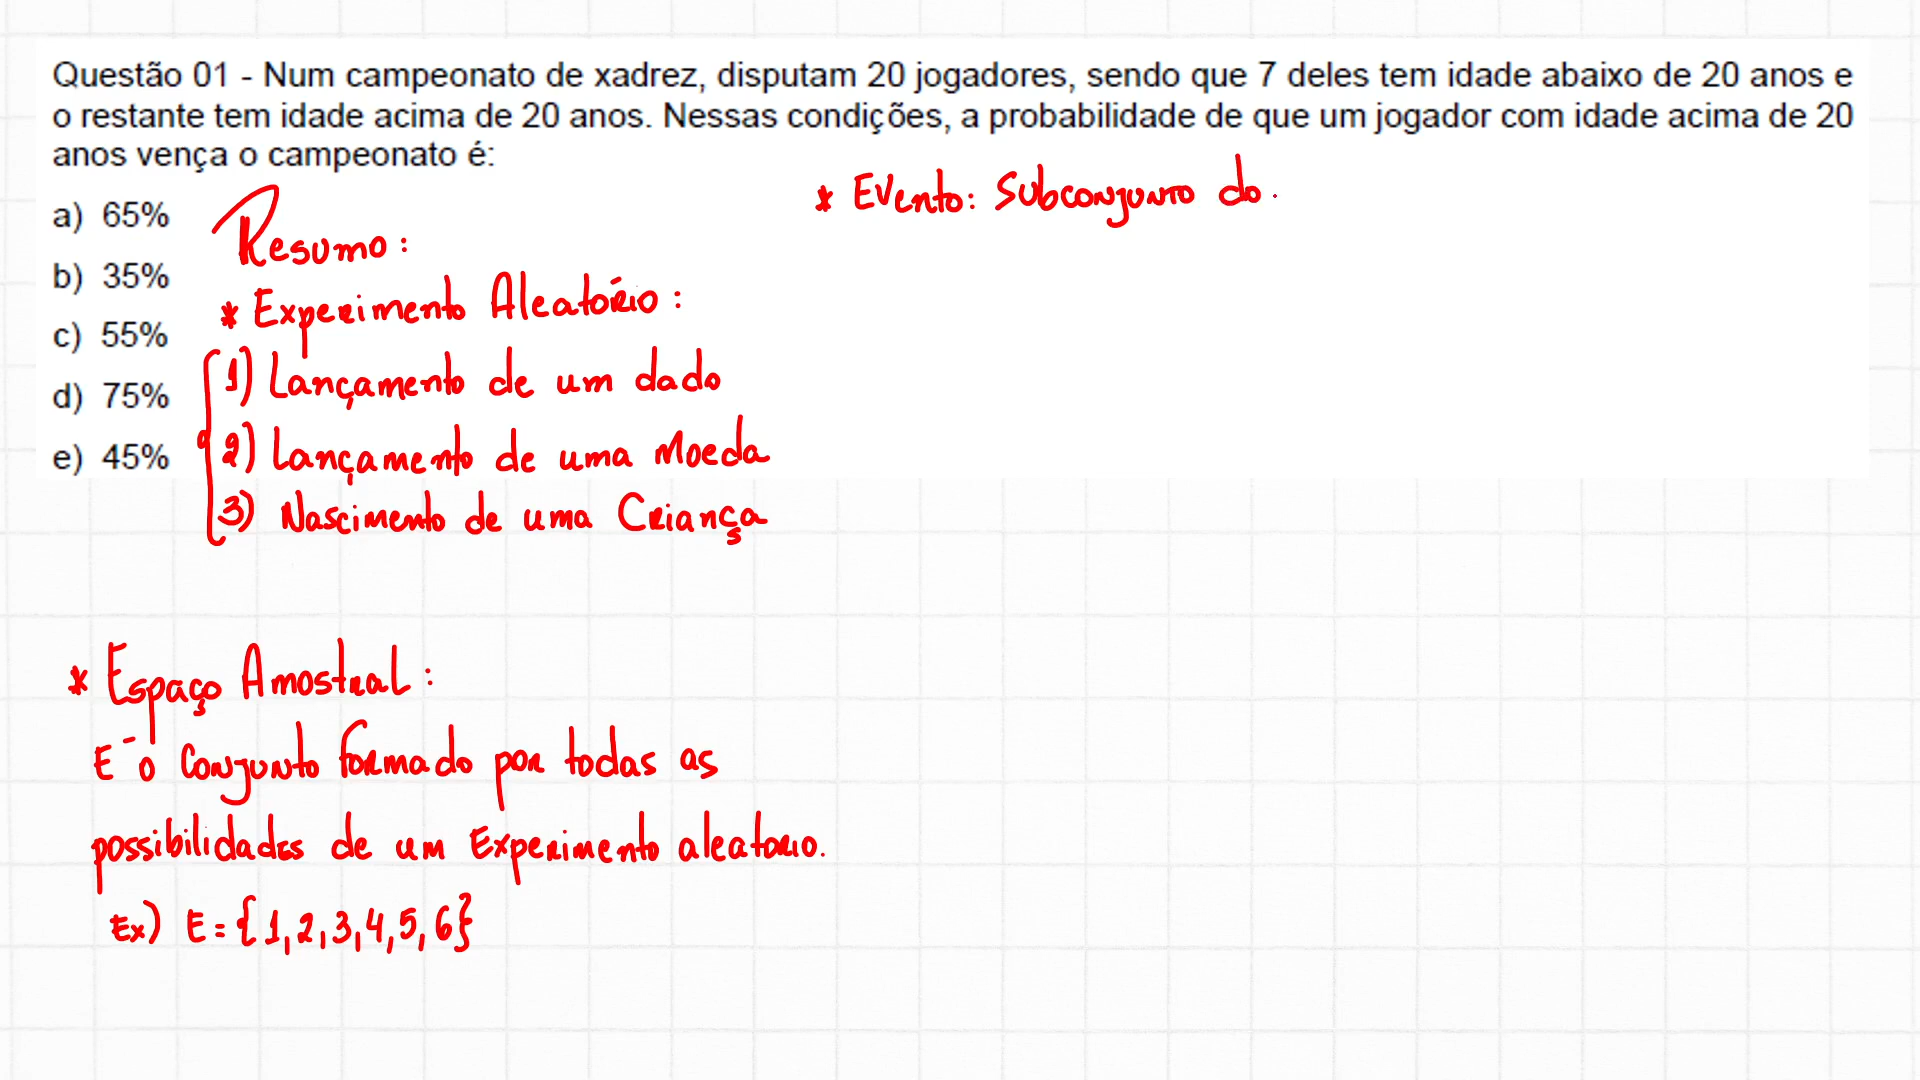 Questão 01 - Num campeonato de xadrez, disputam 20 jogadores, sendo que 7 deles tem idade abaixo de 20 anos e
o restante tem idade acima de 20 anos. Nessas condições, a probabilidade de que um jogador com idade acima de 20
anos vença o campeonato é:
a) 65%
b) 35%
c) 55%
d) 75%
e) 45%
Resumo:
* Experimento Aleatório:
1) Lançamento de um dado
2) Lançamento de uma Moeda
3) Nascimento de uma Criança
* Espaço Amostral:
É o Conjunto formado por todas as
possibilidades de um Experimento aleatorio.
Ex) E = {1,2,3,4,5,6}
* Evento: Subconjunto do.